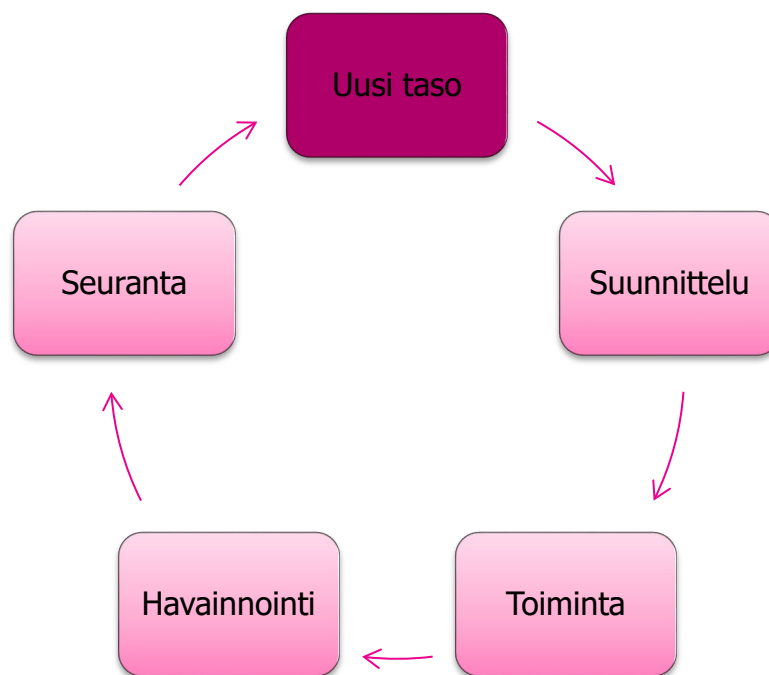 Uusi taso
Suunnittelu
Toiminta
Havainnointi
Seuranta